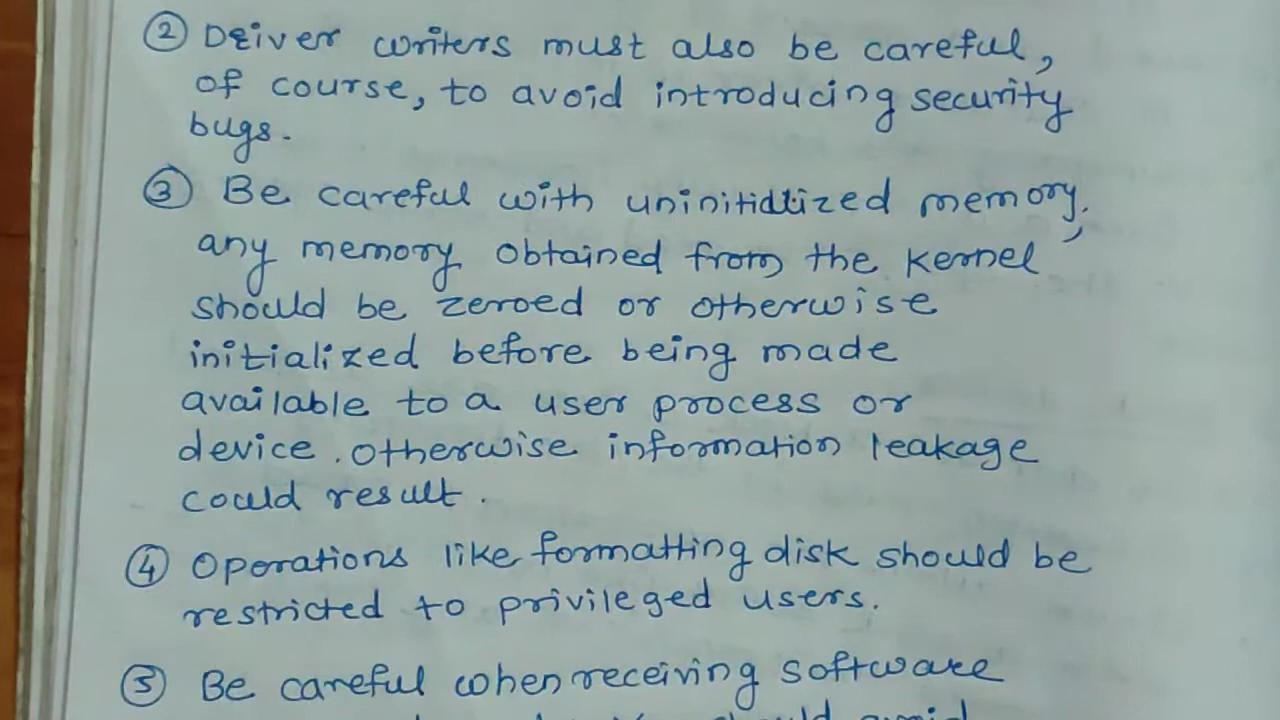 ② Driver writers must also be careful,
of course, to avoid introducing security
bugs.
③ Be careful with uninitialized memory,
any memory obtained from the kernel
should be zeroed or otherwise
initialized before being made
available to a user process or
device. otherwise information leakage
could result.
④ Operations like formatting disk should be
restricted to privileged users.
⑤ Be careful when receiving software
should avoid